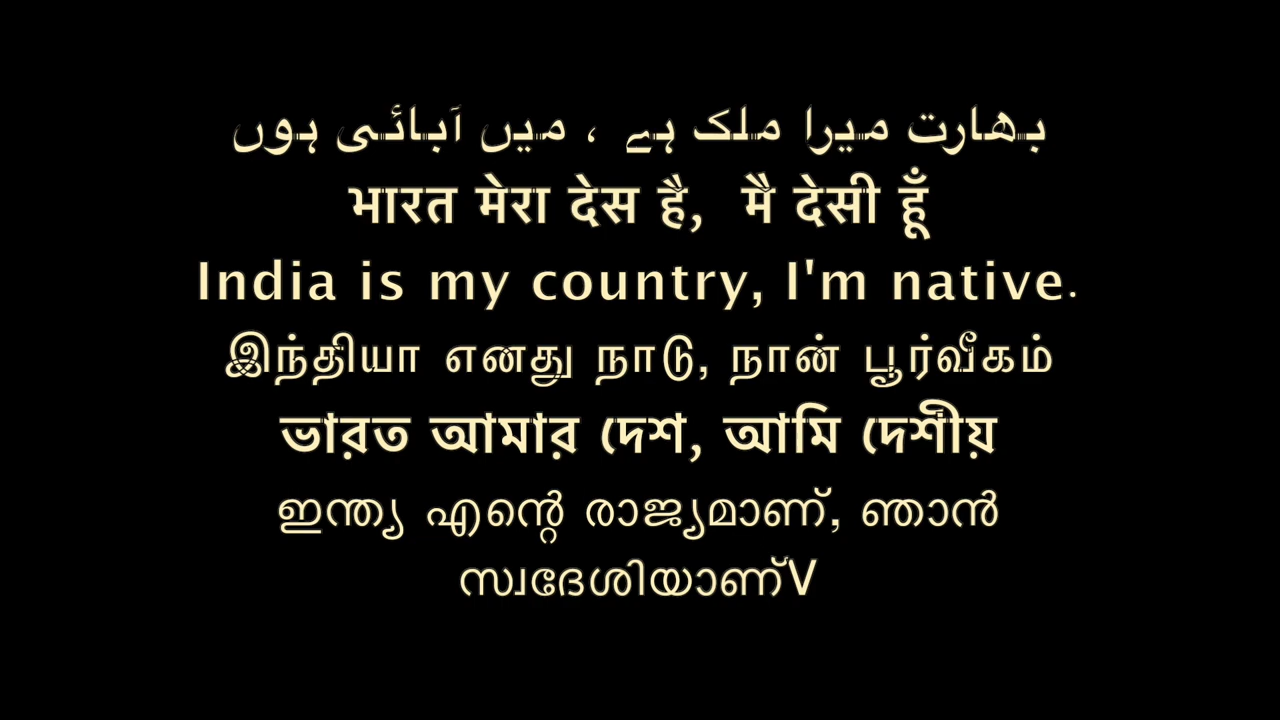 بھارت میرا ملک ہے ، میں آبائی ہوں
भारत मेरा देस है, मै देसी हूँ
India is my country, I'm native.
இந்தியா எனது நாடு, நான் பூர்வீகம்
ভারত আমার দেশ, আমি দেশীয়
ഇന്ത്യ എന്റെ രാജ്യമാണ്, ഞാൻ
സ്വദേശിയാണ്V